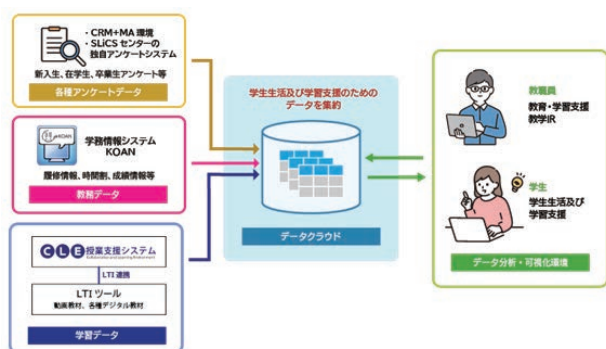 ・CRM+MA 環境
・SLiCS センターの
独自アンケートシステム
新入生、在学生、卒業生アンケート等
各種アンケートデータ
KOAN
学務情報システム
KOAN
履修情報、時間割、成績情報等
教務データ
CLE 授業支援システム
LTI 連携
LTI ツール
動画教材、各種デジタル教材
学習データ
学生生活及び学習支援のための
データを集約
データクラウド
教職員
教育・学習支援
教学IR
学生
学生生活及び
学習支援
データ分析・可視化環境